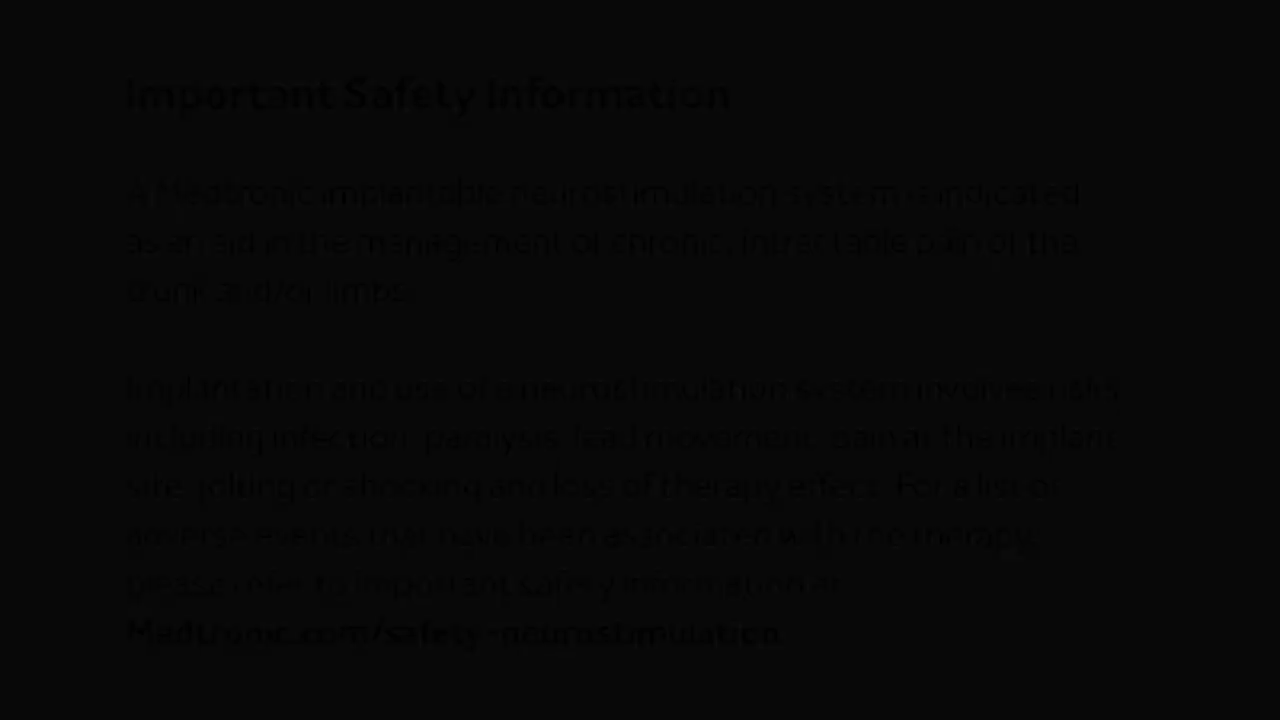 Important Safety Information
A Medtronic implantable neurostimulation system is indicated
as an aid in the management of chronic, intractable pain of the
trunk and/or limbs.
Implantation and use of a neurostimulation system involves risks
including infection, paralysis, lead movement, pain at the implant
site, jolting or shocking and loss of therapy effect. For a list of
adverse events that have been associated with the therapy,
please refer to important safety information at
Medtronic.com/safety-neurostimulation